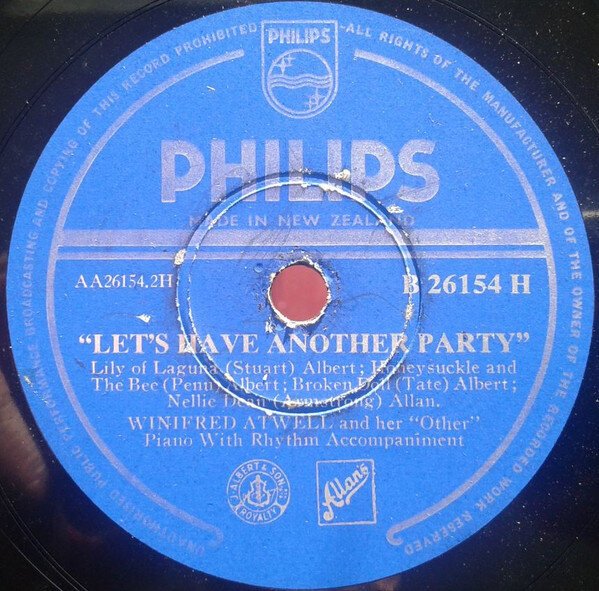 UNAUTHORISED PUBLIC PERFORMANCE BROADCASTING AND COPYING OF THIS RECORD PROHIBITED
ALL RIGHTS OF THE MANUFACTURER AND OF THE OWNER OF THE RECORDED WORK RESERVED
PHILIPS
PHILIPS
MADE IN NEW ZEALAND
AA26154.2H
B 26154 H
“LET'S HAVE ANOTHER PARTY”
Lily of Laguna (Stuart) Albert; Honeysuckle and
The Bee (Penn) Albert; Broken Doll (Tate) Albert;
Nellie Dean (Armstrong) Allan.
WINIFRED ATWELL and her “Other”
Piano With Rhythm Accompaniment
J. ALBERT & SON
ROYALTY
Allans